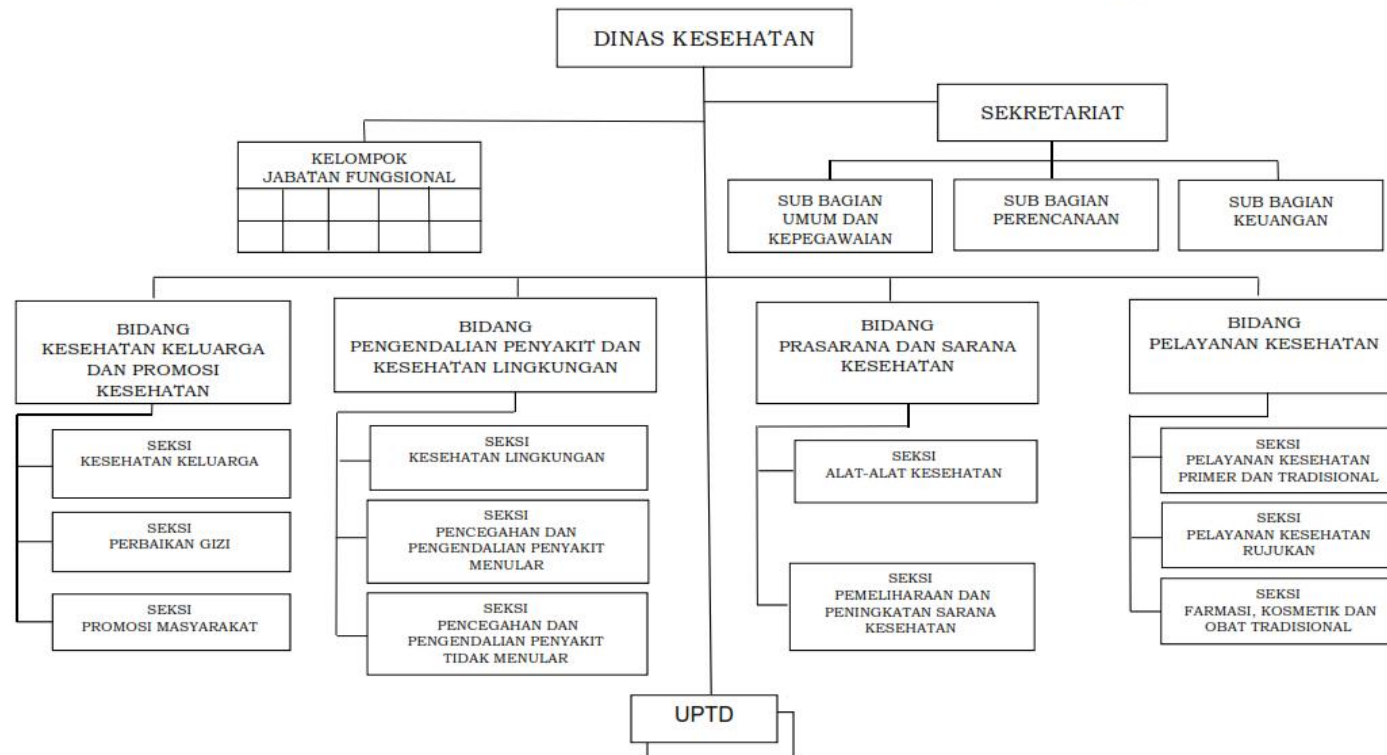 DINAS KESEHATAN
SEKRETARIAT
KELOMPOK
JABATAN FUNGSIONAL
SUB BAGIAN
UMUM DAN
KEPEGAWAIAN
SUB BAGIAN
PERENCANAAN
SUB BAGIAN
KEUANGAN
BIDANG
KESEHATAN KELUARGA
DAN PROMOSI
KESEHATAN
BIDANG
PENGENDALIAN PENYAKIT DAN
KESEHATAN LINGKUNGAN
BIDANG
PRASARANA DAN SARANA
KESEHATAN
BIDANG
PELAYANAN KESEHATAN
SEKSI
KESEHATAN KELUARGA
SEKSI
PERBAIKAN GIZI
SEKSI
PROMOSI MASYARAKAT
SEKSI
KESEHATAN LINGKUNGAN
SEKSI
PENCEGAHAN DAN
PENGENDALIAN PENYAKIT
MENULAR
SEKSI
PENCEGAHAN DAN
PENGENDALIAN PENYAKIT
TIDAK MENULAR
SEKSI
ALAT-ALAT KESEHATAN
SEKSI
PEMELIHARAAN DAN
PENINGKATAN SARANA
KESEHATAN
SEKSI
PELAYANAN KESEHATAN
PRIMER DAN TRADISIONAL
SEKSI
PELAYANAN KESEHATAN
RUJUKAN
SEKSI
FARMASI, KOSMETIK DAN
OBAT TRADISIONAL
UPTD